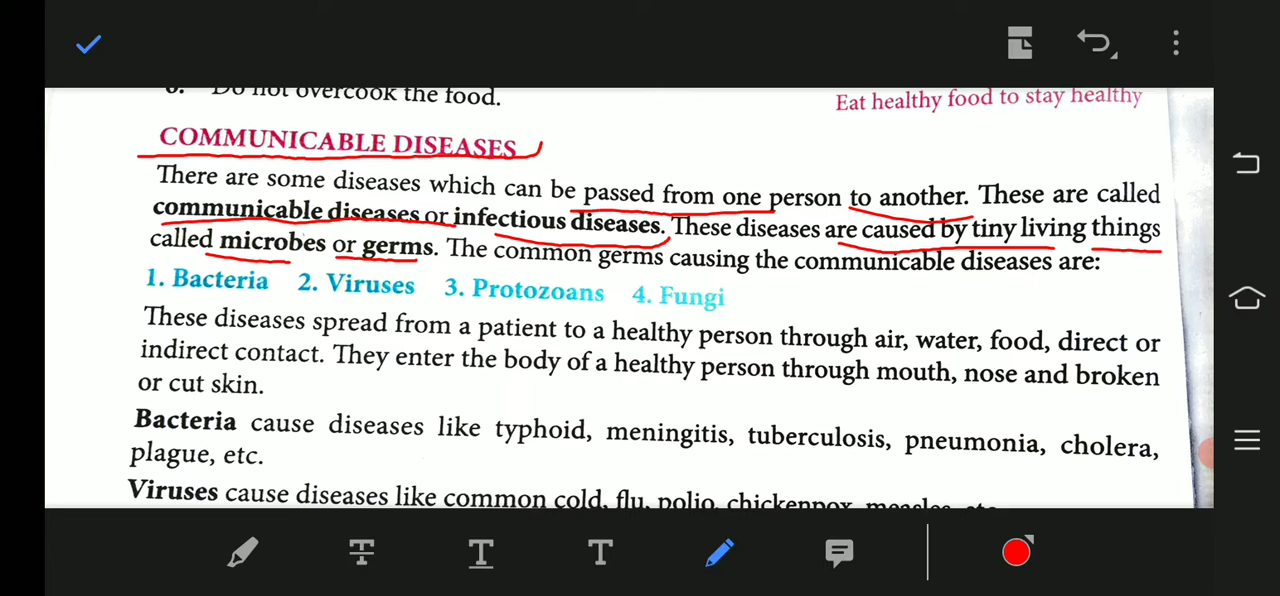 8. Do not overcook the food.
Eat healthy food to stay healthy
COMMUNICABLE DISEASES
There are some diseases which can be passed from one person to another. These are called
communicable diseases or infectious diseases. These diseases are caused by tiny living things
called microbes or germs. The common germs causing the communicable diseases are:
1. Bacteria 2. Viruses 3. Protozoans 4. Fungi
These diseases spread from a patient to a healthy person through air, water, food, direct or
indirect contact. They enter the body of a healthy person through mouth, nose and broken
or cut skin.
Bacteria cause diseases like typhoid, meningitis, tuberculosis, pneumonia, cholera,
plague, etc.
Viruses cause diseases like common cold, flu, polio, chickenpox, measles, etc.
T T T